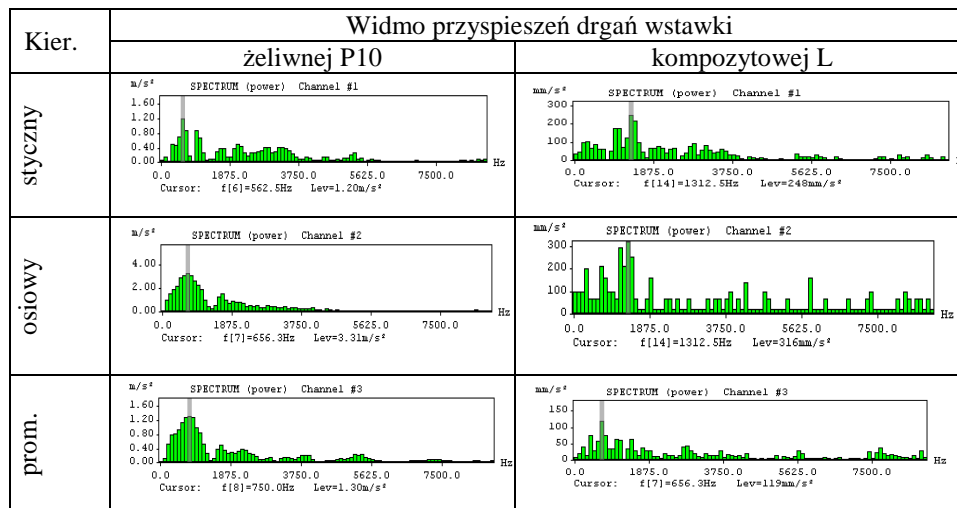 Kier.
Widmo przyspieszeń drgań wstawki
żeliwnej P10
kompozytowej L
styczny
m/s² SPECTRUM (power) Channel #1
1.60
1.20
0.80
0.40
0.00
0.0 1875.0 3750.0 5625.0 7500.0 Hz
Cursor: f[6]=562.5Hz Lev=1.20m/s²
mm/s² SPECTRUM (power) Channel #1
300
200
100
0
0.0 1875.0 3750.0 5625.0 7500.0
Cursor: f[14]=1312.5Hz Lev=248mm/s²
osiowy
m/s² SPECTRUM (power) Channel #2
4.00
2.00
0.00
0.0 1875.0 3750.0 5625.0 7500.0 Hz
Cursor: f[7]=656.3Hz Lev=3.31m/s²
mm/s² SPECTRUM (power) Channel #2
300
200
100
0
0.0 1875.0 3750.0 5625.0 7500.0 Hz
Cursor: f[14]=1312.5Hz Lev=316mm/s²
prom.
m/s² SPECTRUM (power) Channel #3
1.60
1.20
0.80
0.40
0.00
0.0 1875.0 3750.0 5625.0 7500.0 Hz
Cursor: f[8]=750.0Hz Lev=1.30m/s²
mm/s² SPECTRUM (power) Channel #3
150
100
50
0
0.0 1875.0 3750.0 5625.0 7500.0 Hz
Cursor: f[7]=656.3Hz Lev=119mm/s²